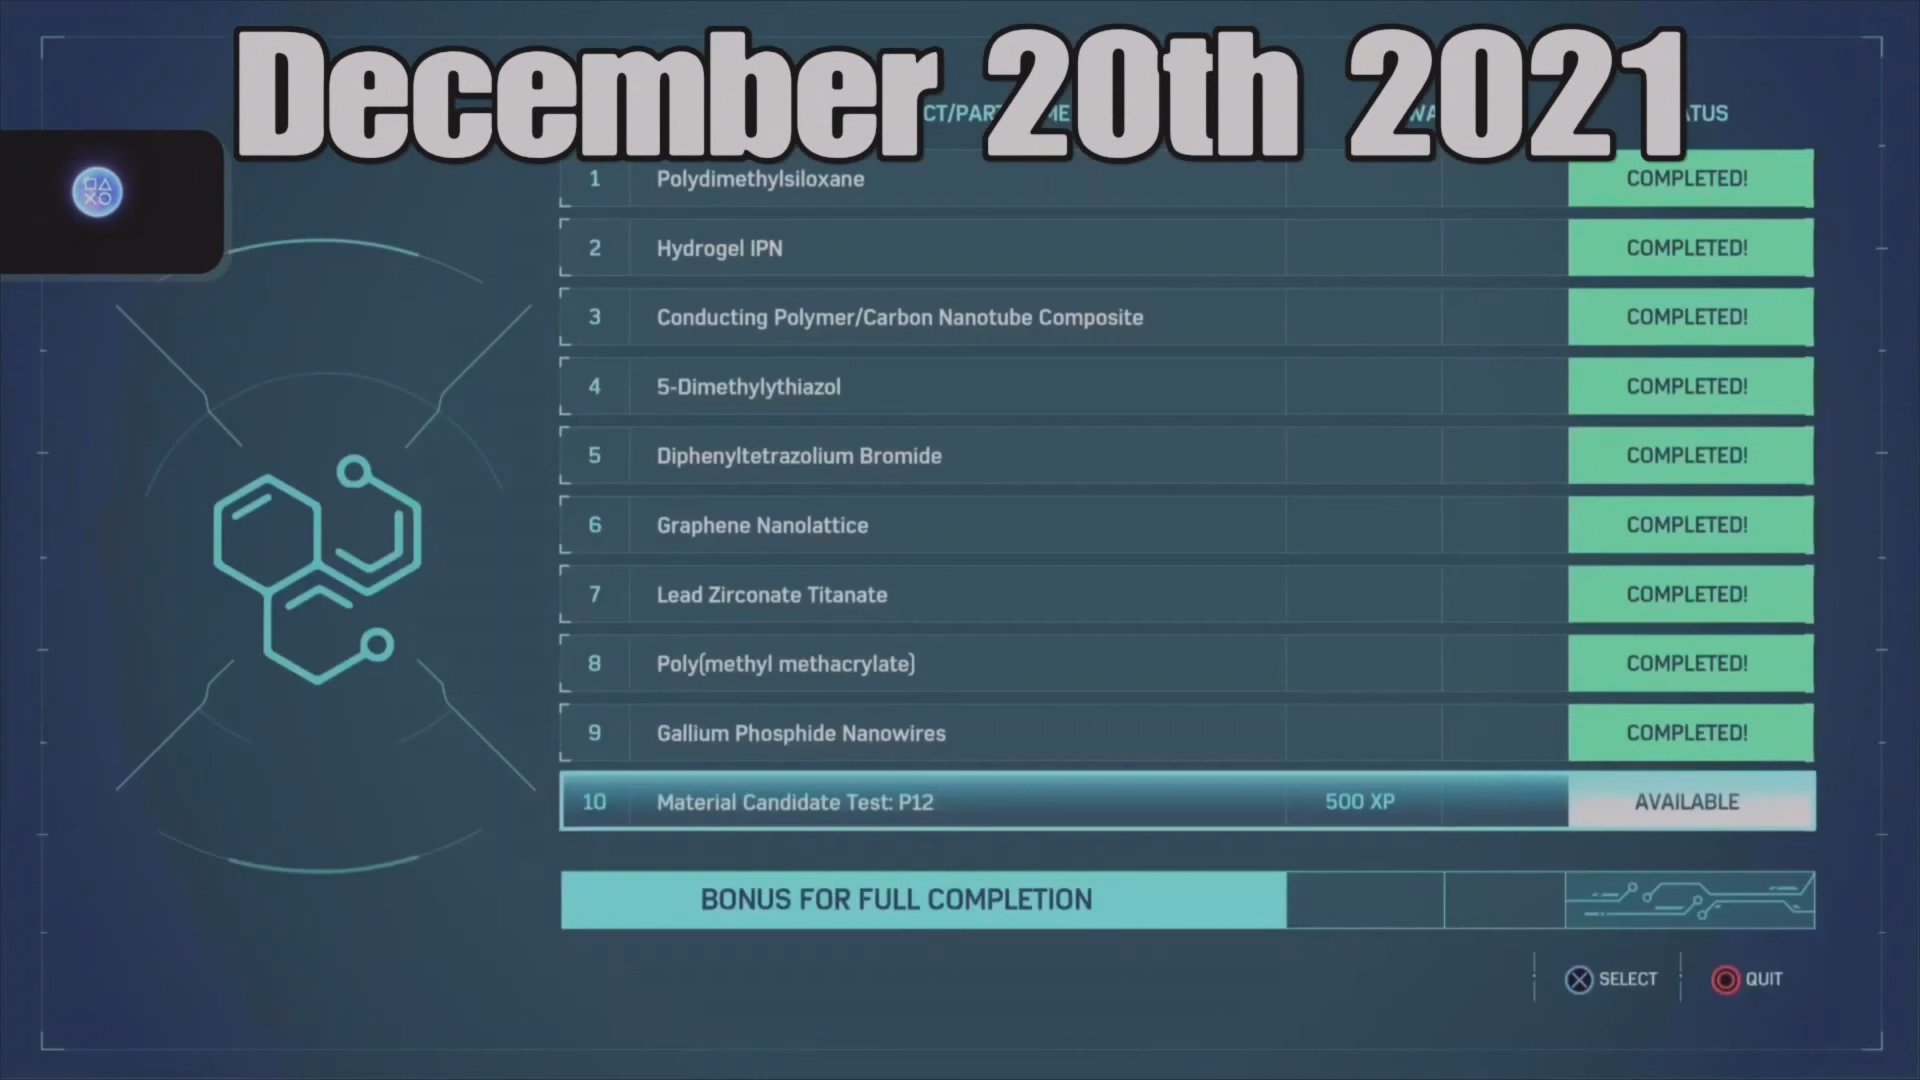 December 20th 2021
1 Polydimethylsiloxane COMPLETED!
2 Hydrogel IPN COMPLETED!
3 Conducting Polymer/Carbon Nanotube Composite COMPLETED!
4 5-Dimethylythiazol COMPLETED!
5 Diphenyltetrazolium Bromide COMPLETED!
6 Graphene Nanolattice COMPLETED!
7 Lead Zirconate Titanate COMPLETED!
8 Poly(methyl methacrylate) COMPLETED!
9 Gallium Phosphide Nanowires COMPLETED!
10 Material Candidate Test: P12 500 XP AVAILABLE
BONUS FOR FULL COMPLETION
SELECT QUIT